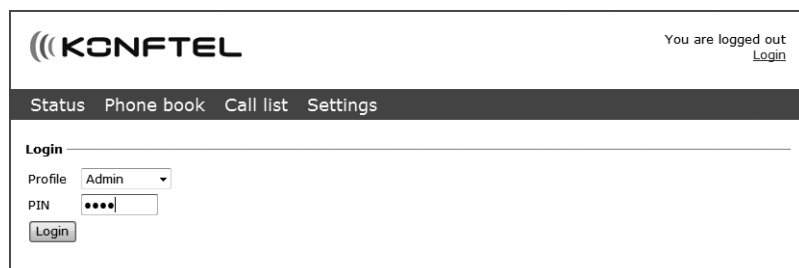 KONFTEL
You are logged out
Login
Status Phone book Call list Settings
Login
Profile Admin
PIN ••••
Login